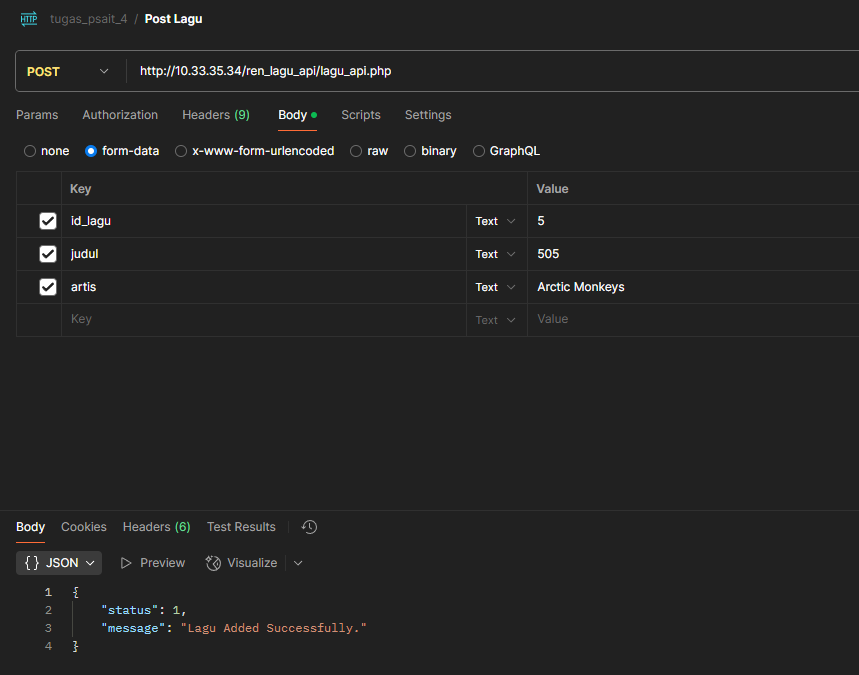 HTTP tugas_psait_4 / Post Lagu
POST http://10.33.35.34/ren_lagu_api/lagu_api.php
Params Authorization Headers (9) Body Scripts Settings
none form-data x-www-form-urlencoded raw binary GraphQL
Key Value
id_lagu Text 5
judul Text 505
artis Text Arctic Monkeys
Key Text Value
Body Cookies Headers (6) Test Results
{} JSON Preview Visualize
1 {
2 "status": 1,
3 "message": "Lagu Added Successfully."
4 }